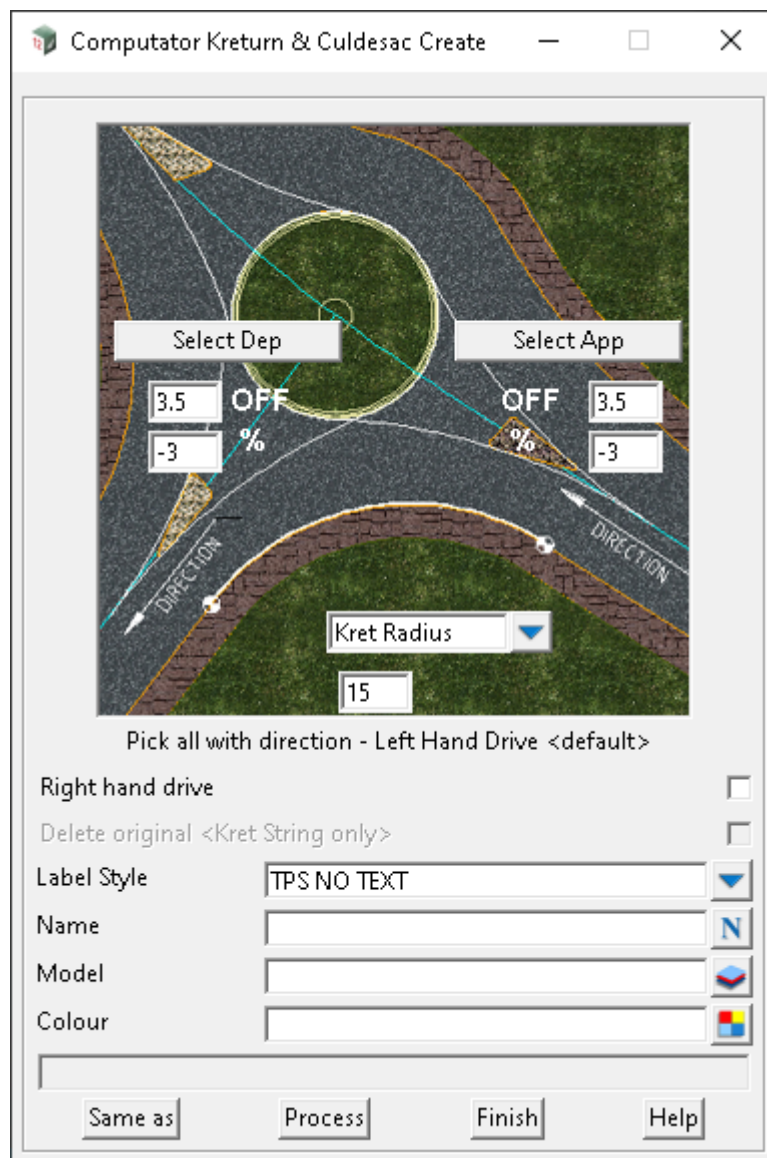 Computator Kreturn & Culdesac Create
Select Dep
Select App
3.5 OFF
OFF 3.5
-3 %
% -3
DIRECTION
DIRECTION
Kret Radius
15
Pick all with direction - Left Hand Drive <default>
Right hand drive
Delete original <Kret String only>
Label Style TPS NO TEXT
Name N
Model
Colour
Same as Process Finish Help